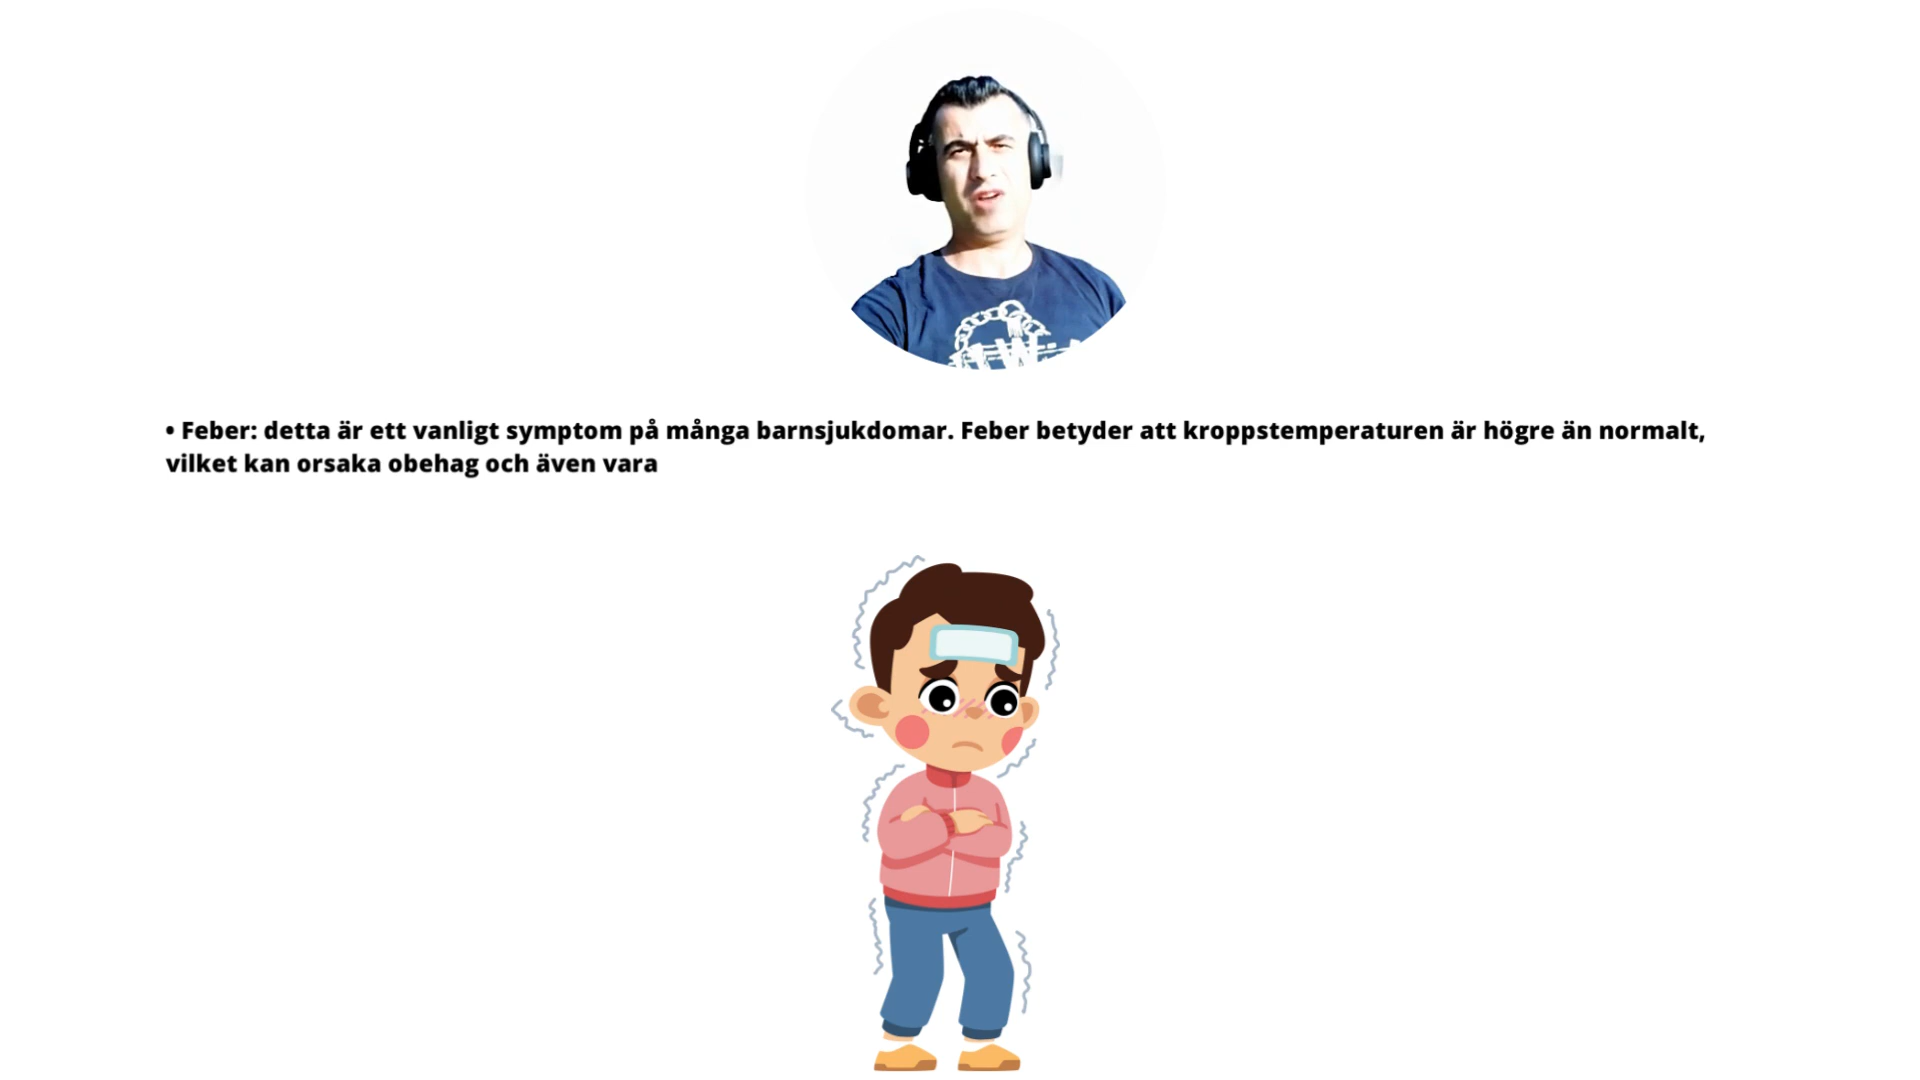 • Feber: detta är ett vanligt symptom på många barnsjukdomar. Feber betyder att kroppstemperaturen är högre än normalt,
vilket kan orsaka obehag och även vara